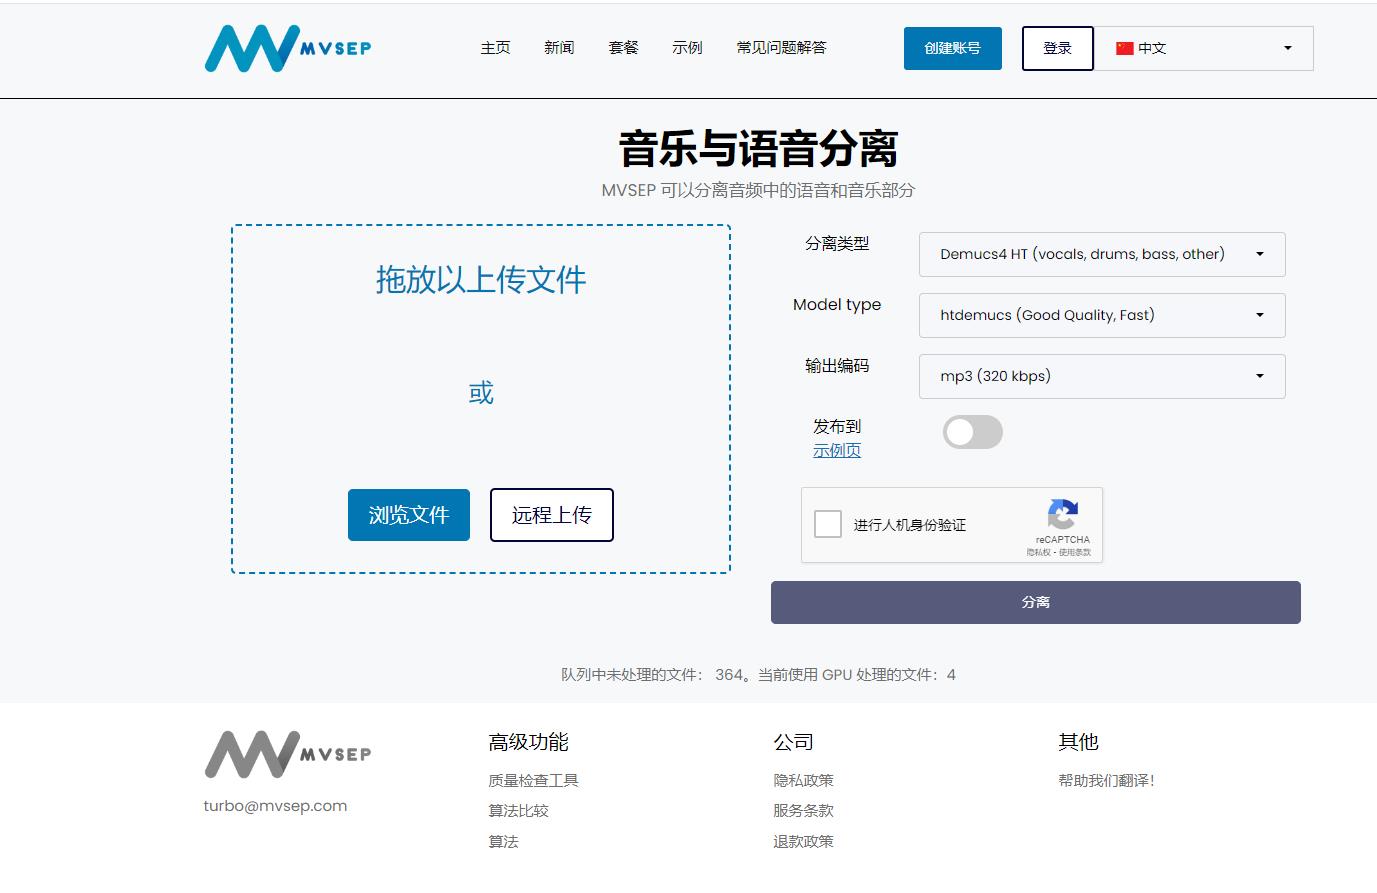 MVSEP
主页
新闻
套餐
示例
常见问题解答
创建账号
登录
中文
音乐与语音分离
MVSEP 可以分离音频中的语音和音乐部分
拖放以上传文件
或
浏览文件
远程上传
分离类型
Demucs4 HT (vocals, drums, bass, other)
Model type
htdemucs (Good Quality, Fast)
输出编码
mp3 (320 kbps)
发布到
示例页
进行人机身份验证
reCAPTCHA
隐私权 - 使用条款
分离
队列中未处理的文件： 364。当前使用 GPU 处理的文件：4
MVSEP
turbo@mvsep.com
高级功能
质量检查工具
算法比较
算法
公司
隐私政策
服务条款
退款政策
其他
帮助我们翻译！